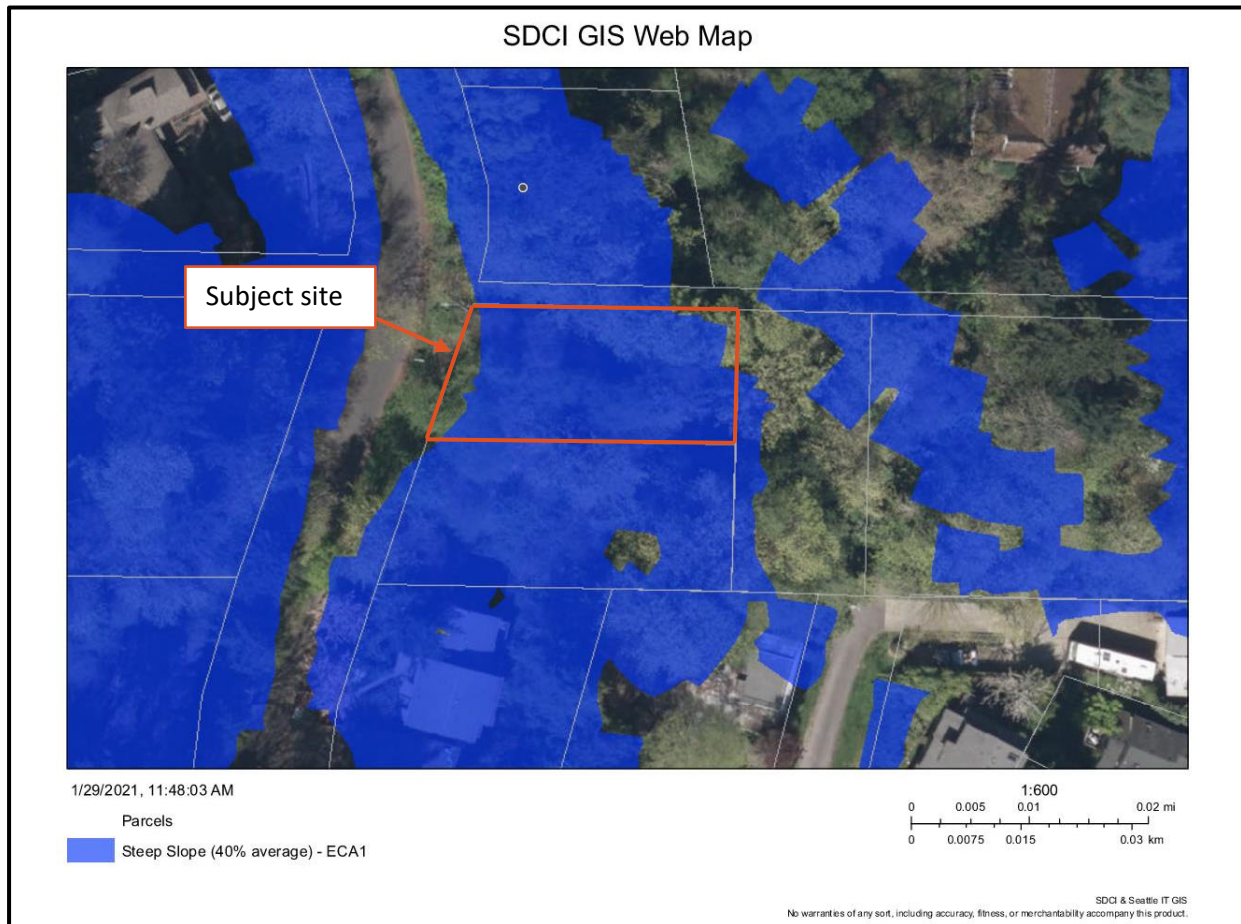 SDCI GIS Web Map
Subject site
1/29/2021, 11:48:03 AM
1:600
0 0.005 0.01 0.02 mi
0 0.0075 0.015 0.03 km
Parcels
Steep Slope (40% average) - ECA1
SDCI & Seattle IT GIS
No warranties of any sort, including accuracy, fitness, or merchantability accompany this product.